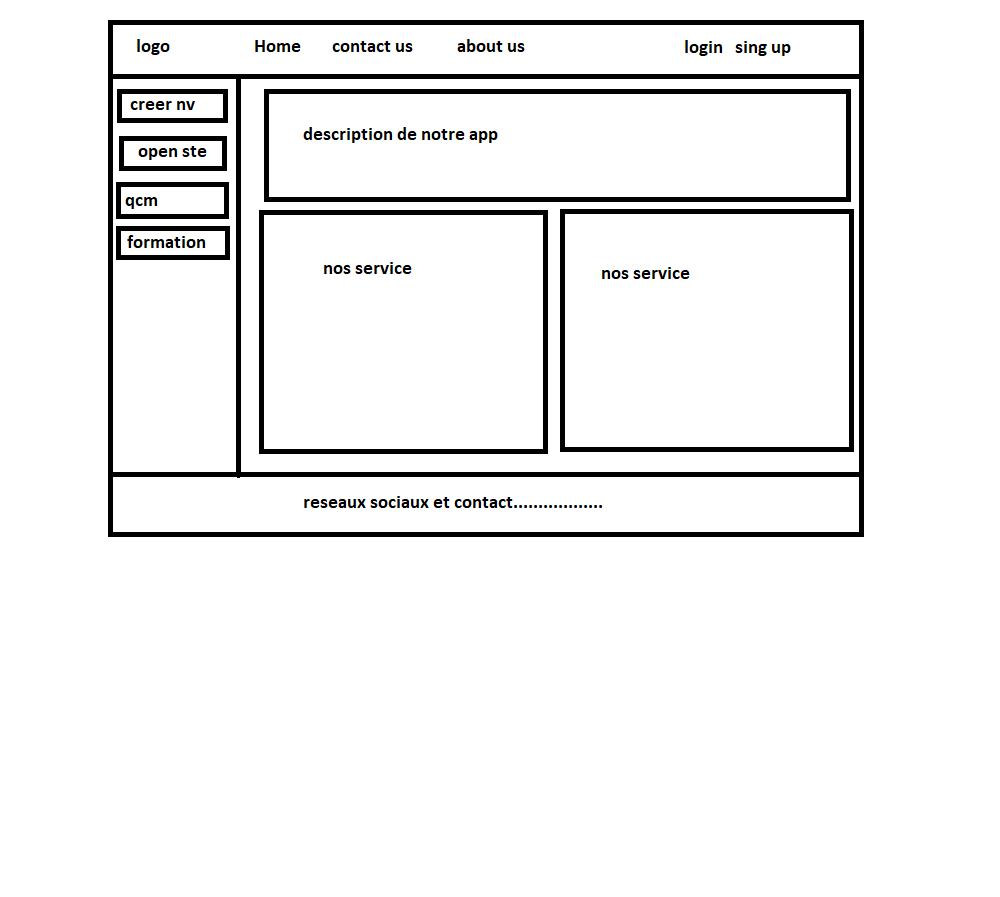 logo Home contact us about us login sing up
creer nv
open ste
qcm
formation
description de notre app
nos service nos service
reseaux sociaux et contact..................